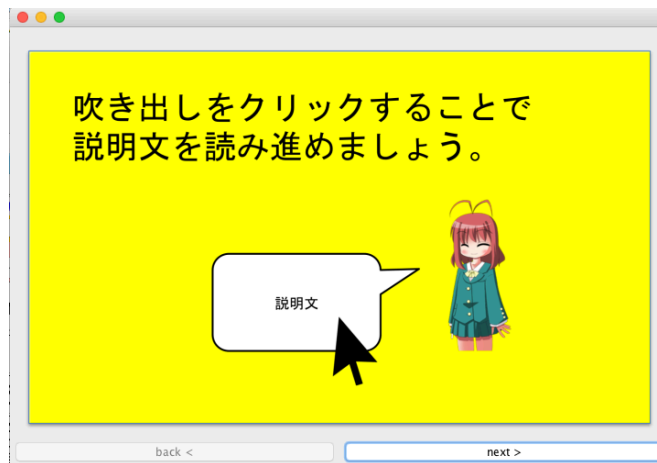 吹き出しをクリックすることで
説明文を読み進めましょう。
説明文
back <
next >